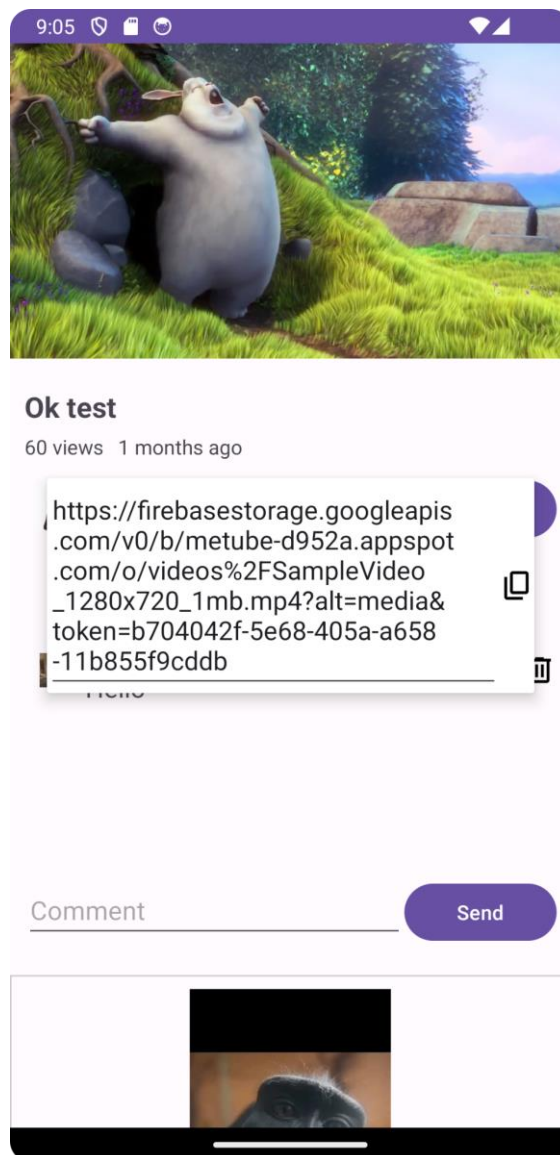 9:05
Ok test
60 views 1 months ago
https://firebasestorage.googleapis
.com/v0/b/metube-d952a.appspot
.com/o/videos%2FSampleVideo
_1280x720_1mb.mp4?alt=media&
token=b704042f-5e68-405a-a658
-11b855f9cddb
Hello
Comment
Send